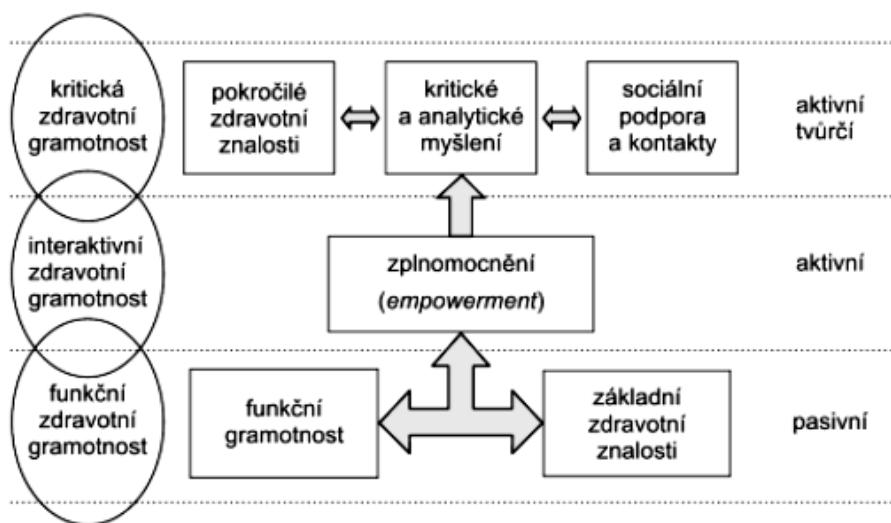 kritická
zdravotní
gramotnost
pokročilé
zdravotní
znalosti
kritické
a analytické
myšlení
sociální
podpora
a kontakty
aktivní
tvůrčí
interaktivní
zdravotní
gramotnost
zplnomocnění
(empowerment)
aktivní
funkční
zdravotní
gramotnost
funkční
gramotnost
základní
zdravotní
znalosti
pasivní